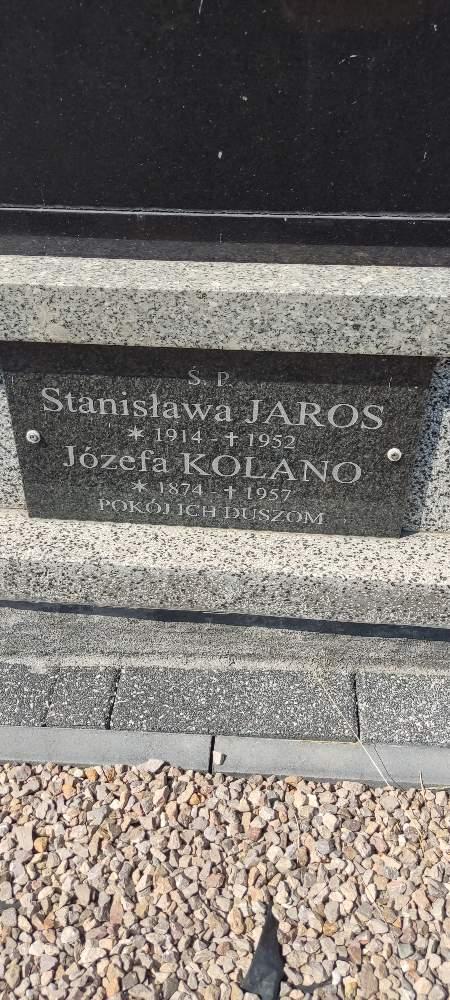 Ś. P.
Stanisława JAROS
* 1914 - † 1952
Józefa KOLANO
* 1874 - † 1957
POKÓJ ICH DUSZOM